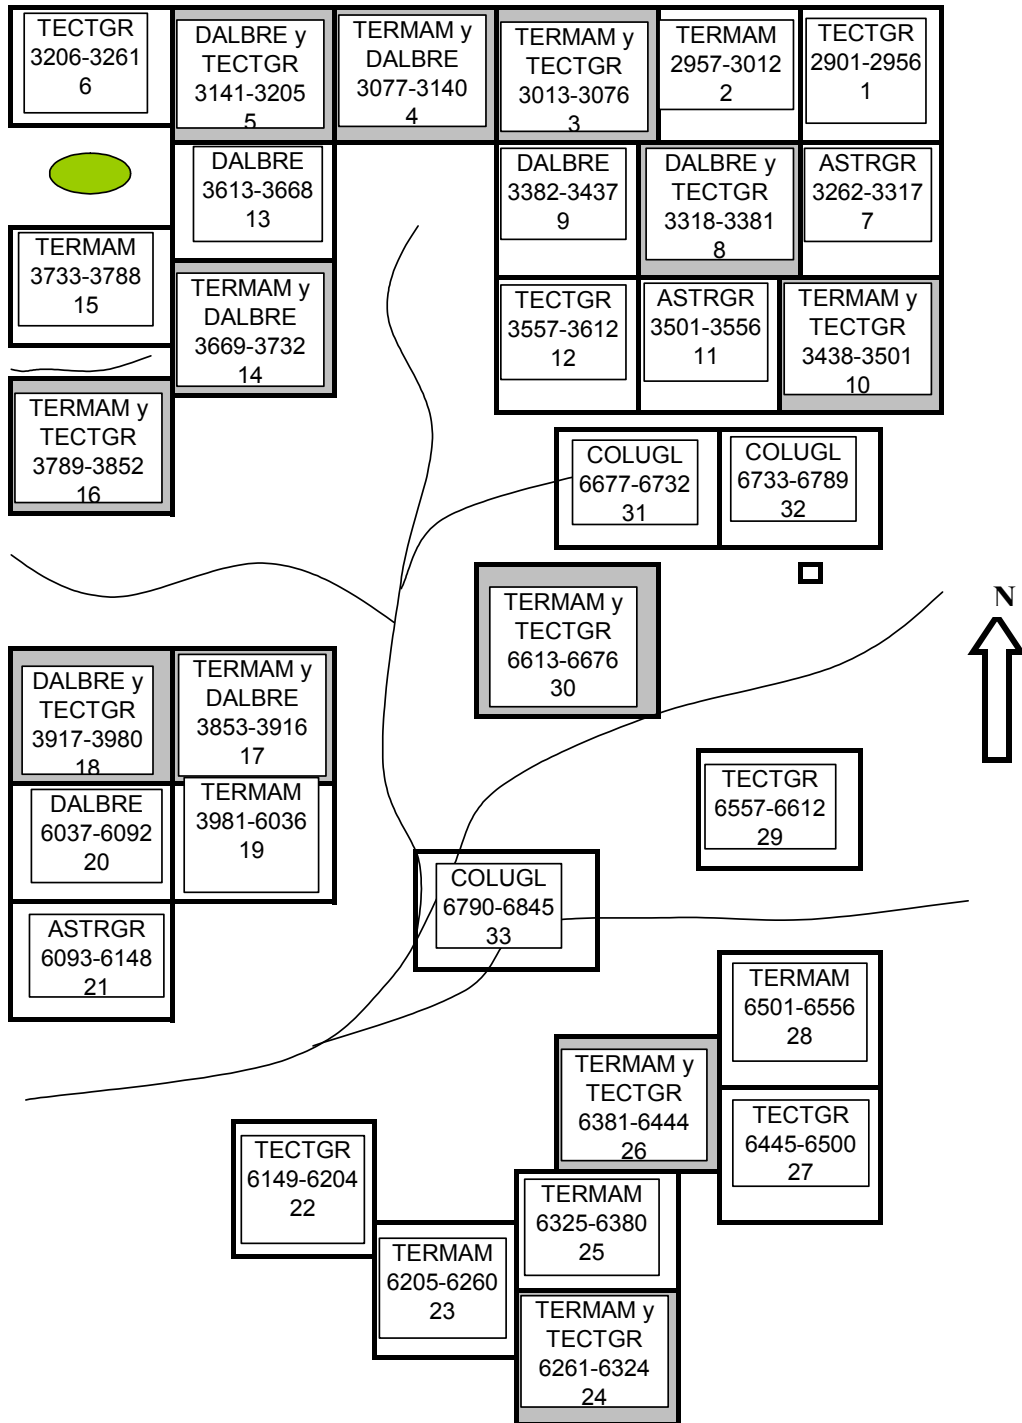 TECTGR
3206-3261
6
DALBRE y
TECTGR
3141-3205
5
TERMAM y
DALBRE
3077-3140
4
TERMAM y
TECTGR
3013-3076
3
TERMAM
2957-3012
2
TECTGR
2901-2956
1
DALBRE
3613-3668
13
DALBRE
3382-3437
9
DALBRE y
TECTGR
3318-3381
8
ASTRGR
3262-3317
7
TERMAM
3733-3788
15
TERMAM y
DALBRE
3669-3732
14
TECTGR
3557-3612
12
ASTRGR
3501-3556
11
TERMAM y
TECTGR
3438-3501
10
TERMAM y
TECTGR
3789-3852
16
COLUGL
6677-6732
31
COLUGL
6733-6789
32
TERMAM y
TECTGR
6613-6676
30
N
DALBRE y
TECTGR
3917-3980
18
TERMAM y
DALBRE
3853-3916
17
TECTGR
6557-6612
29
DALBRE
6037-6092
20
TERMAM
3981-6036
19
COLUGL
6790-6845
33
ASTRGR
6093-6148
21
TERMAM
6501-6556
28
TERMAM y
TECTGR
6381-6444
26
TECTGR
6445-6500
27
TECTGR
6149-6204
22
TERMAM
6325-6380
25
TERMAM
6205-6260
23
TERMAM y
TECTGR
6261-6324
24